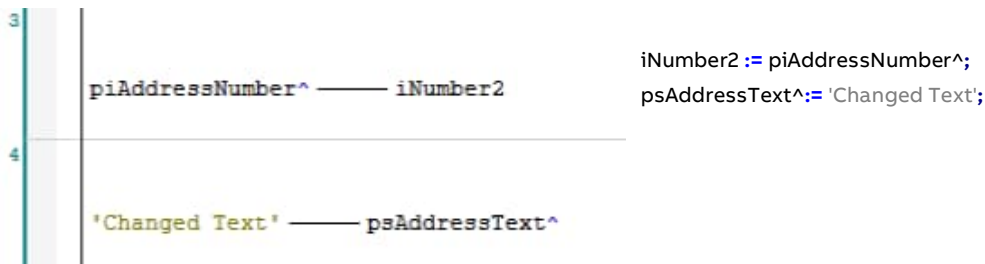 3
piAddressNumber^ iNumber2
4
'Changed Text' psAddressText^
iNumber2 := piAddressNumber^;
psAddressText^:= 'Changed Text';